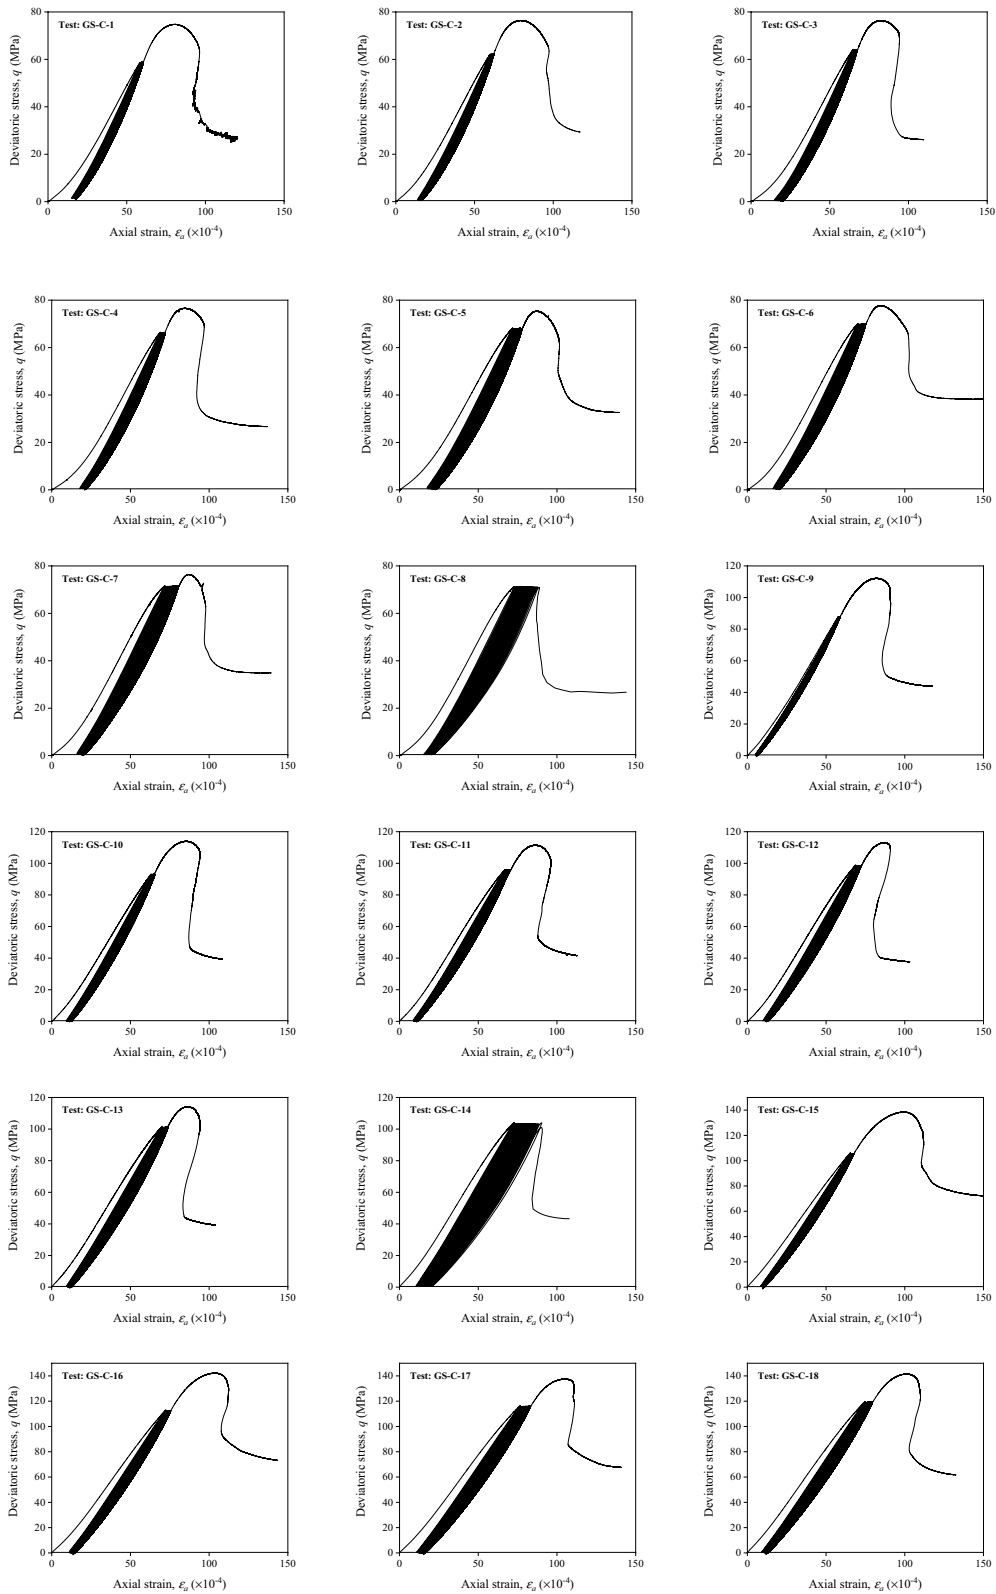 Test: GS-C-1
Deviatoric stress, q (MPa)
80
60
40
20
0
0 50 100 150
Axial strain, εa (×10-4)
Test: GS-C-2
Deviatoric stress, q (MPa)
80
60
40
20
0
0 50 100 150
Axial strain, εa (×10-4)
Test: GS-C-3
Deviatoric stress, q (MPa)
80
60
40
20
0
0 50 100 150
Axial strain, εa (×10-4)
Test: GS-C-4
Deviatoric stress, q (MPa)
80
60
40
20
0
0 50 100 150
Axial strain, εa (×10-4)
Test: GS-C-5
Deviatoric stress, q (MPa)
80
60
40
20
0
0 50 100 150
Axial strain, εa (×10-4)
Test: GS-C-6
Deviatoric stress, q (MPa)
80
60
40
20
0
0 50 100 150
Axial strain, εa (×10-4)
Test: GS-C-7
Deviatoric stress, q (MPa)
80
60
40
20
0
0 50 100 150
Axial strain, εa (×10-4)
Test: GS-C-8
Deviatoric stress, q (MPa)
80
60
40
20
0
0 50 100 150
Axial strain, εa (×10-4)
Test: GS-C-9
Deviatoric stress, q (MPa)
120
100
80
60
40
20
0
0 50 100 150
Axial strain, εa (×10-4)
Test: GS-C-10
Deviatoric stress, q (MPa)
120
100
80
60
40
20
0
0 50 100 150
Axial strain, εa (×10-4)
Test: GS-C-11
Deviatoric stress, q (MPa)
120
100
80
60
40
20
0
0 50 100 150
Axial strain, εa (×10-4)
Test: GS-C-12
Deviatoric stress, q (MPa)
120
100
80
60
40
20
0
0 50 100 150
Axial strain, εa (×10-4)
Test: GS-C-13
Deviatoric stress, q (MPa)
120
100
80
60
40
20
0
0 50 100 150
Axial strain, εa (×10-4)
Test: GS-C-14
Deviatoric stress, q (MPa)
120
100
80
60
40
20
0
0 50 100 150
Axial strain, εa (×10-4)
Test: GS-C-15
Deviatoric stress, q (MPa)
140
120
100
80
60
40
20
0
0 50 100 150
Axial strain, εa (×10-4)
Test: GS-C-16
Deviatoric stress, q (MPa)
140
120
100
80
60
40
20
0
0 50 100 150
Axial strain, εa (×10-4)
Test: GS-C-17
Deviatoric stress, q (MPa)
140
120
100
80
60
40
20
0
0 50 100 150
Axial strain, εa (×10-4)
Test: GS-C-18
Deviatoric stress, q (MPa)
140
120
100
80
60
40
20
0
0 50 100 150
Axial strain, εa (×10-4)